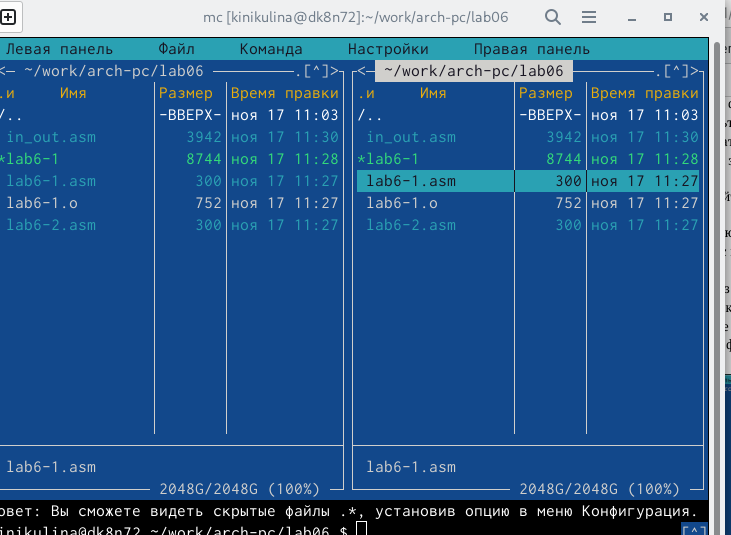 mc [kinikulina@dk8n72]:~/work/arch-pc/lab06
Левая панель Файл Команда Настройки Правая панель
<─ ~/work/arch-pc/lab06 .[^]> <─ ~/work/arch-pc/lab06 .[^]>
.и Имя Размер Время правки .и Имя Размер Время правки
/.. -ВВЕРХ- ноя 17 11:03 /.. -ВВЕРХ- ноя 17 11:03
in_out.asm 3942 ноя 17 11:30 in_out.asm 3942 ноя 17 11:30
*lab6-1 8744 ноя 17 11:28 *lab6-1 8744 ноя 17 11:28
lab6-1.asm 300 ноя 17 11:27 lab6-1.asm 300 ноя 17 11:27
lab6-1.o 752 ноя 17 11:27 lab6-1.o 752 ноя 17 11:27
lab6-2.asm 300 ноя 17 11:27 lab6-2.asm 300 ноя 17 11:27
lab6-1.asm lab6-1.asm
2048G/2048G (100%) 2048G/2048G (100%)
овет: Вы сможете видеть скрытые файлы .*, установив опцию в меню Конфигурация.
inikulina@dk8n72 ~/work/arch-pc/lab06 $ [^]